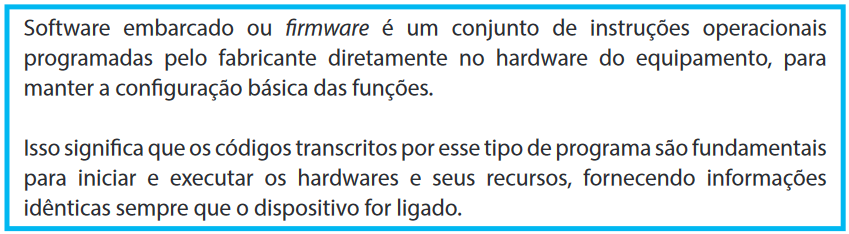 Software embarcado ou firmware é um conjunto de instruções operacionais
programadas pelo fabricante diretamente no hardware do equipamento, para
manter a configuração básica das funções.
Isso significa que os códigos transcritos por esse tipo de programa são fundamentais
para iniciar e executar os hardwares e seus recursos, fornecendo informações
idênticas sempre que o dispositivo for ligado.